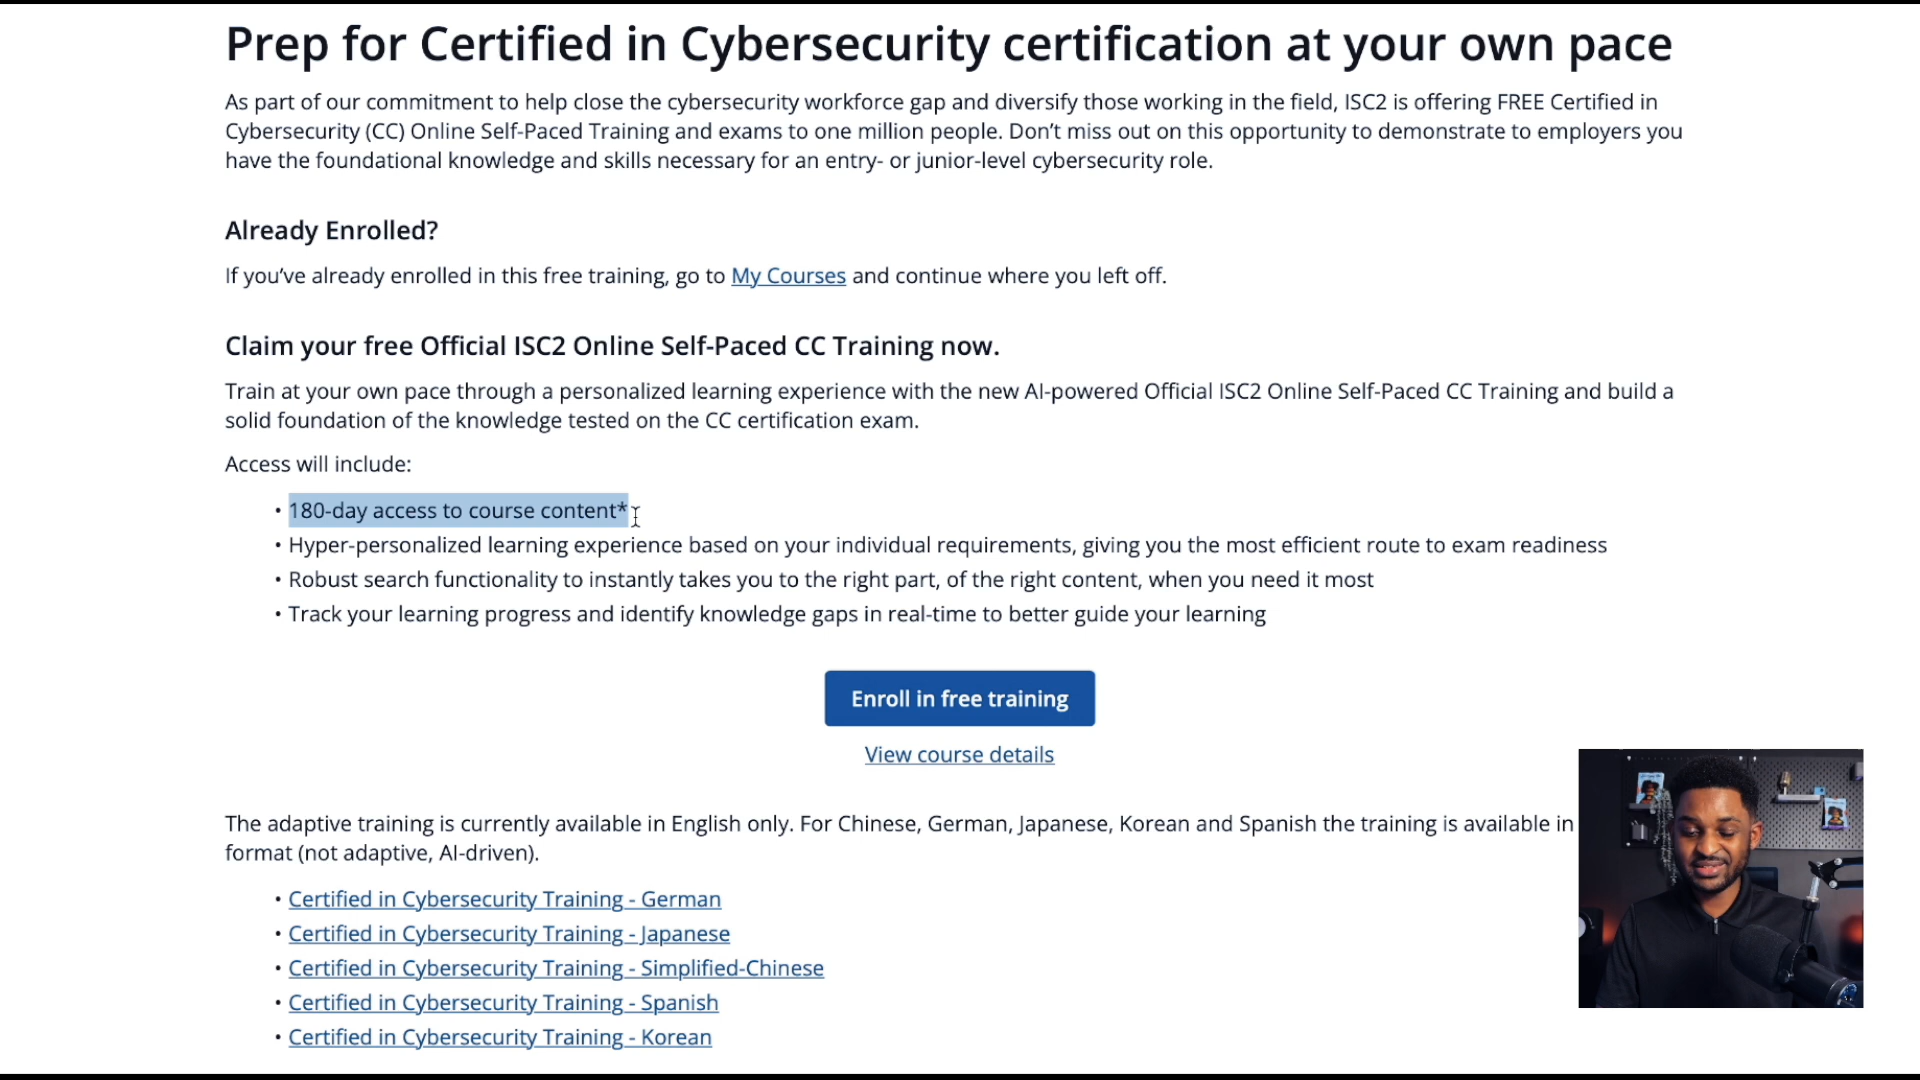 Prep for Certified in Cybersecurity certification at your own pace
As part of our commitment to help close the cybersecurity workforce gap and diversify those working in the field, ISC2 is offering FREE Certified in
Cybersecurity (CC) Online Self-Paced Training and exams to one million people. Don’t miss out on this opportunity to demonstrate to employers you
have the foundational knowledge and skills necessary for an entry- or junior-level cybersecurity role.
Already Enrolled?
If you’ve already enrolled in this free training, go to My Courses and continue where you left off.
Claim your free Official ISC2 Online Self-Paced CC Training now.
Train at your own pace through a personalized learning experience with the new AI-powered Official ISC2 Online Self-Paced CC Training and build a
solid foundation of the knowledge tested on the CC certification exam.
Access will include:
• 180-day access to course content*
• Hyper-personalized learning experience based on your individual requirements, giving you the most efficient route to exam readiness
• Robust search functionality to instantly takes you to the right part, of the right content, when you need it most
• Track your learning progress and identify knowledge gaps in real-time to better guide your learning
Enroll in free training
View course details
The adaptive training is currently available in English only. For Chinese, German, Japanese, Korean and Spanish the training is available in
format (not adaptive, AI-driven).
• Certified in Cybersecurity Training - German
• Certified in Cybersecurity Training - Japanese
• Certified in Cybersecurity Training - Simplified-Chinese
• Certified in Cybersecurity Training - Spanish
• Certified in Cybersecurity Training - Korean